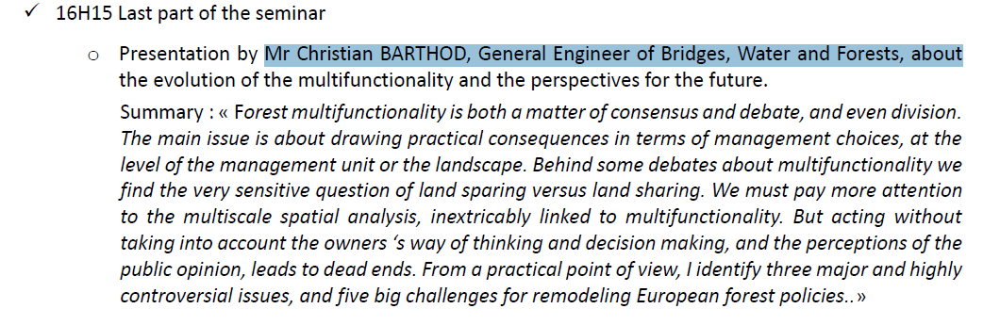 ✓ 16H15 Last part of the seminar
o Presentation by Mr Christian BARTHOD, General Engineer of Bridges, Water and Forests, about
the evolution of the multifunctionality and the perspectives for the future.
Summary : « Forest multifunctionality is both a matter of consensus and debate, and even division.
The main issue is about drawing practical consequences in terms of management choices, at the
level of the management unit or the landscape. Behind some debates about multifunctionality we
find the very sensitive question of land sparing versus land sharing. We must pay more attention
to the multiscale spatial analysis, inextricably linked to multifunctionality. But acting without
taking into account the owners ‘s way of thinking and decision making, and the perceptions of the
public opinion, leads to dead ends. From a practical point of view, I identify three major and highly
controversial issues, and five big challenges for remodeling European forest policies.. »